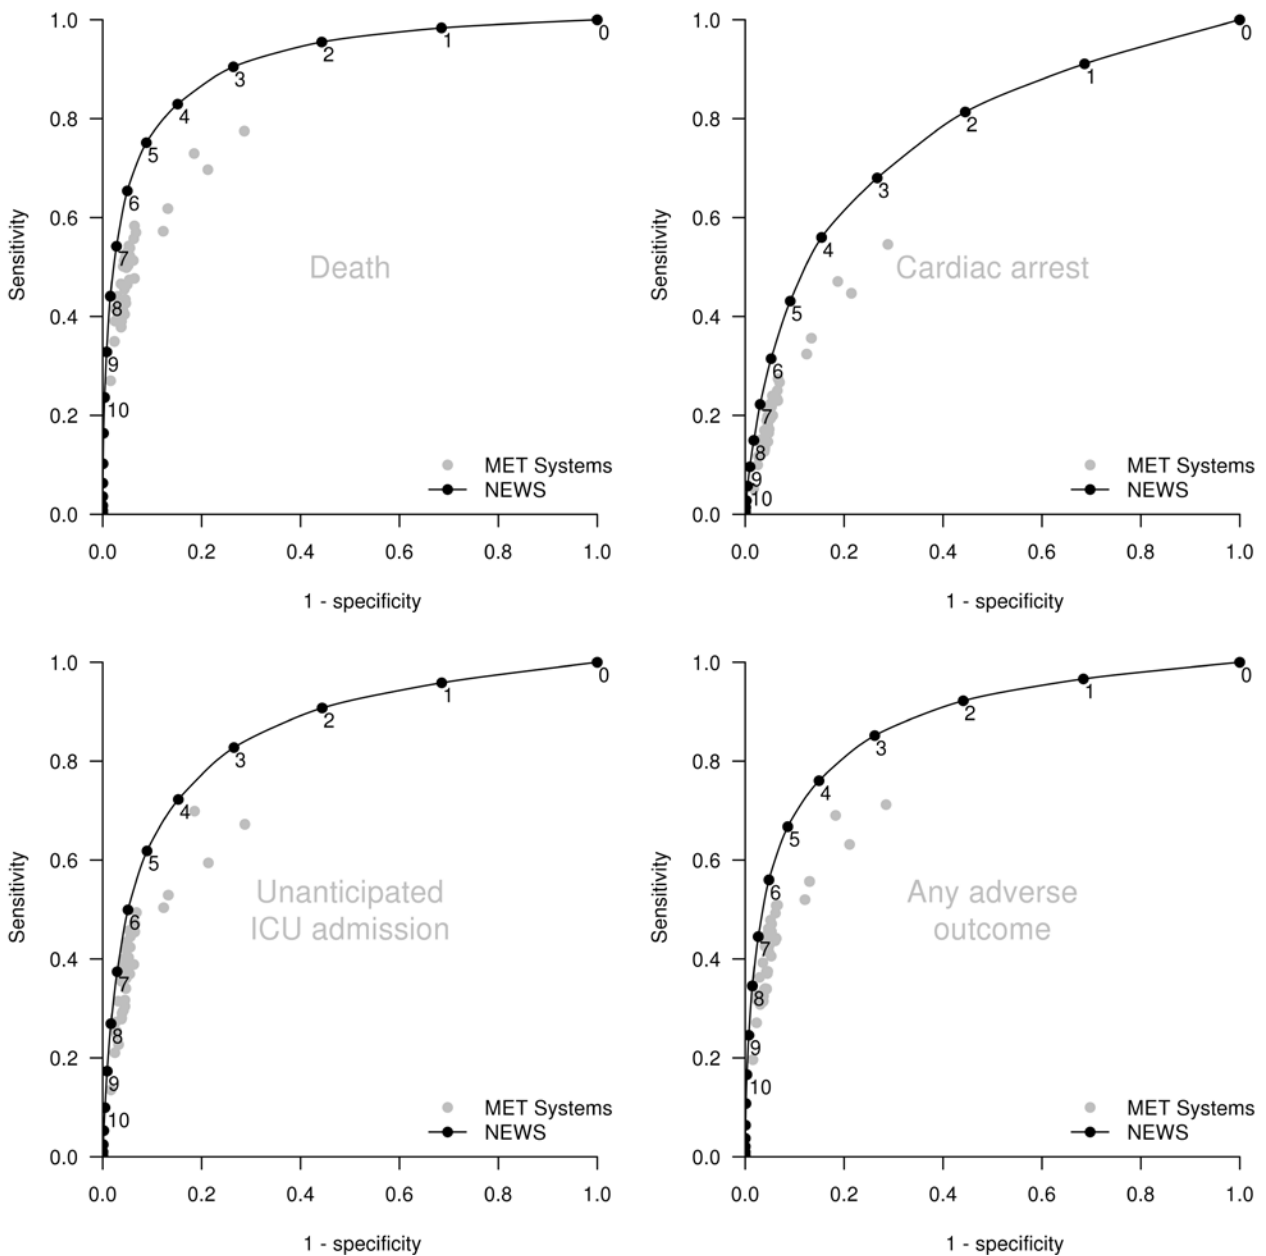 1.0
0.8
0.6
0.4
0.2
0.0
Sensitivity
0
1
2
3
4
5
6
7
8
9
10
Death
MET Systems
NEWS
0.0 0.2 0.4 0.6 0.8 1.0
1 - specificity
1.0
0.8
0.6
0.4
0.2
0.0
Sensitivity
0
1
2
3
4
5
6
7
8
9
10
Cardiac arrest
MET Systems
NEWS
0.0 0.2 0.4 0.6 0.8 1.0
1 - specificity
1.0
0.8
0.6
0.4
0.2
0.0
Sensitivity
0
1
2
3
4
5
6
7
8
9
10
Unanticipated
ICU admission
MET Systems
NEWS
0.0 0.2 0.4 0.6 0.8 1.0
1 - specificity
1.0
0.8
0.6
0.4
0.2
0.0
Sensitivity
0
1
2
3
4
5
6
7
8
9
10
Any adverse
outcome
MET Systems
NEWS
0.0 0.2 0.4 0.6 0.8 1.0
1 - specificity